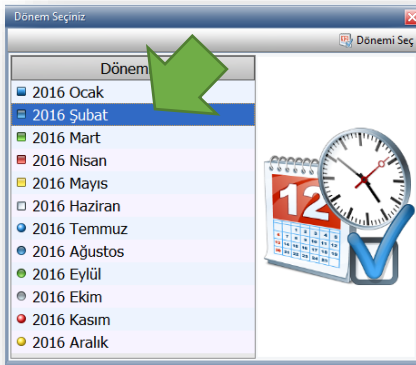 Dönem Seçiniz
Dönemi Seç
Dönem
2016 Ocak
2016 Şubat
2016 Mart
2016 Nisan
2016 Mayıs
2016 Haziran
2016 Temmuz
2016 Ağustos
2016 Eylül
2016 Ekim
2016 Kasım
2016 Aralık
12